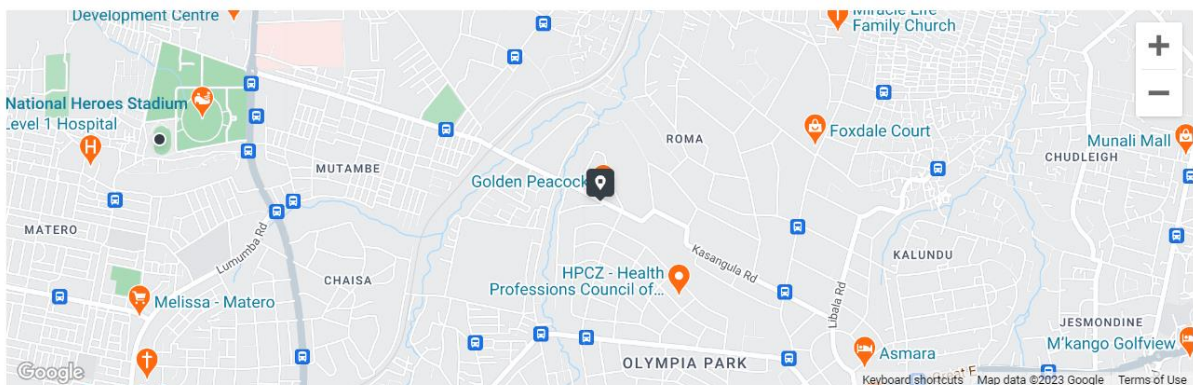 Development Centre
Miracle Life
Family Church
+
National Heroes Stadium
Level 1 Hospital
H
Foxdale Court
ROMA
Munali Mall
CHUDLEIGH
MUTAMBE
Golden Peacock
MATERO
Lumumba Rd
Kasangula Rd
KALUNDU
CHAISA
HPCZ - Health
Professions Council of...
Libala Rd
Melissa - Matero
JESMONDINE
M'kango Golfview
Asmara
OLYMPIA PARK
Google
Keyboard shortcuts
Map data ©2023 Google
Terms of Use